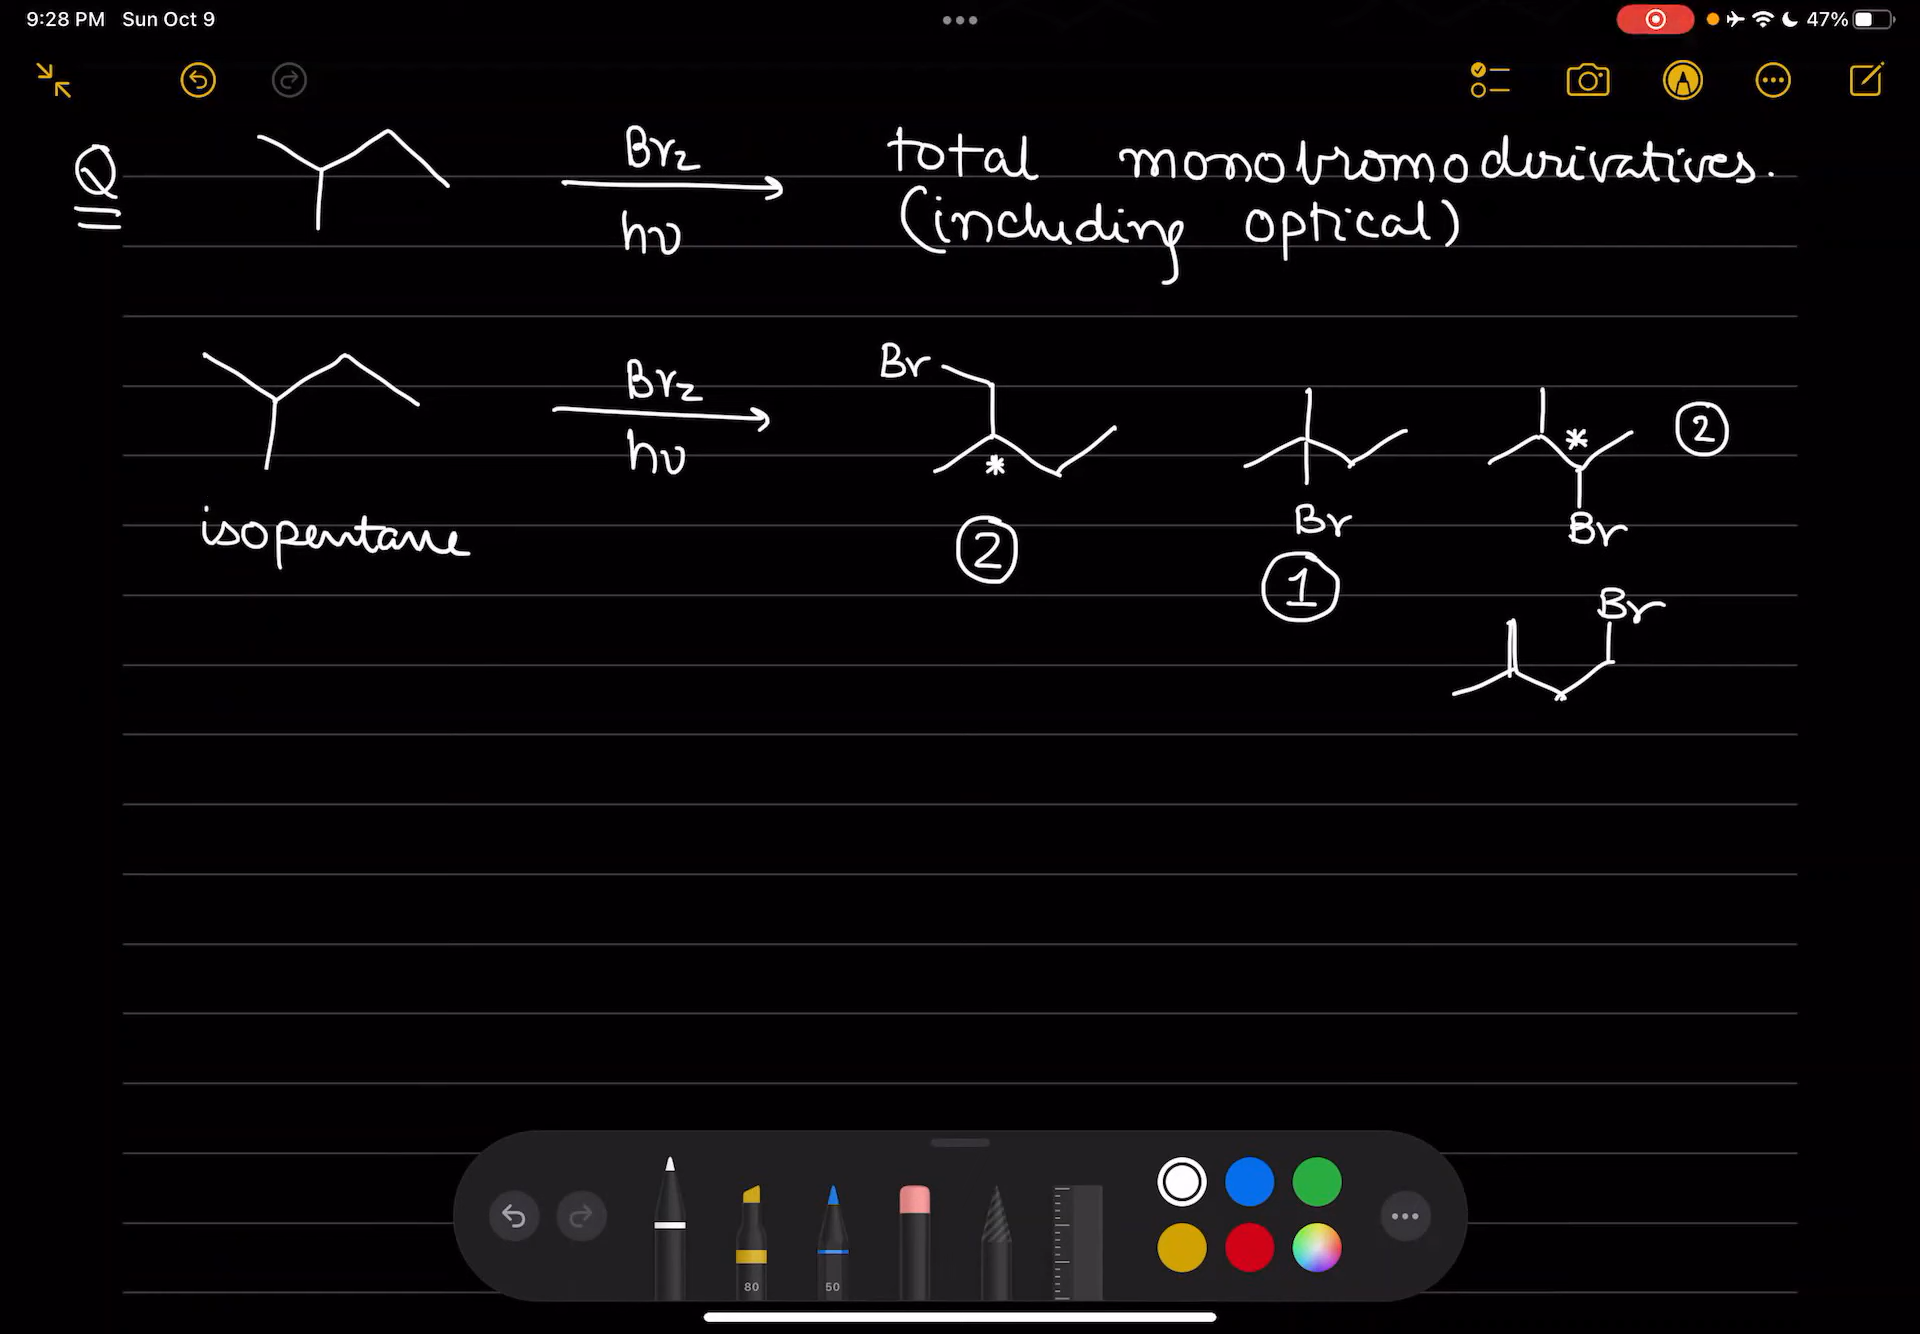 9:28 PM Sun Oct 9
47%
Q
Br2
hν
total monobromoderivatives.
(including optical)
Br2
hν
isopentane
Br
*
2
Br
1
*
2
Br
Br
80
50